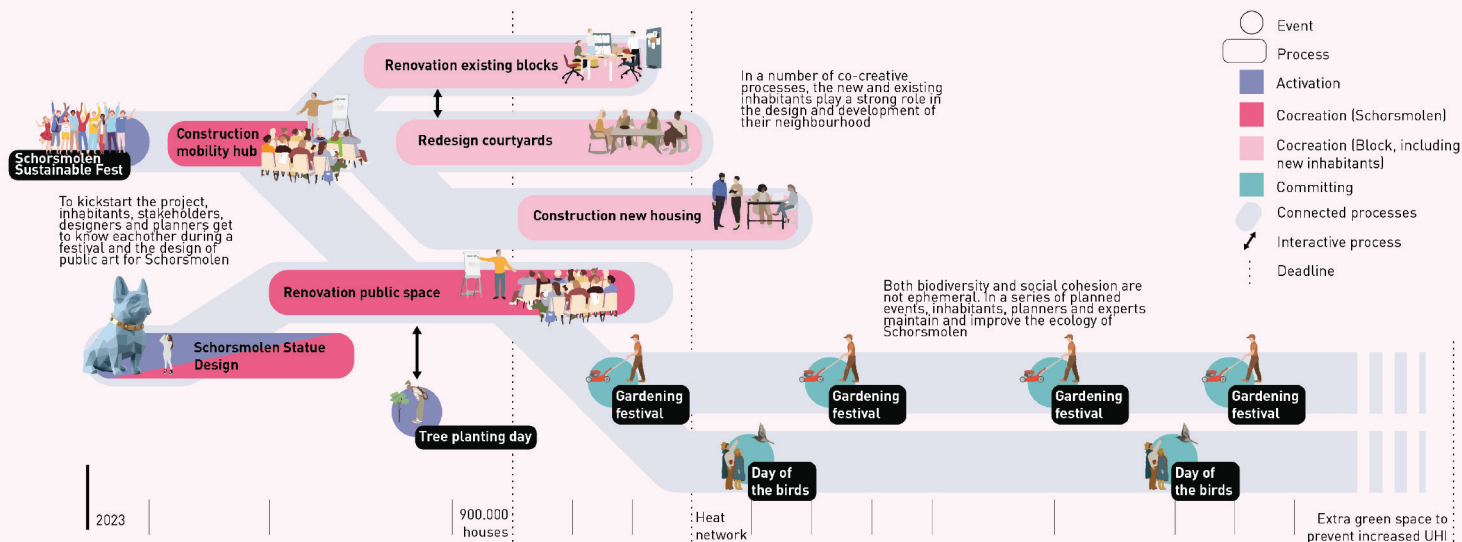 Renovation existing blocks
Redesign courtyards
Construction
mobility hub
Schorsmolen
Sustainable Fest
Construction new housing
Renovation public space
Schorsmolen Statue
Design
Tree planting day
To kickstart the project,
inhabitants, stakeholders,
designers and planners get
to know eachother during a
festival and the design of
public art for Schorsmolen
In a number of co-creative
processes, the new and existing
inhabitants play a strong role in
the design and development of
their neighbourhood
Both biodiversity and social cohesion are
not ephemeral. In a series of planned
events, inhabitants, planners and experts
maintain and improve the ecology of
Schorsmolen
Gardening
festival
Gardening
festival
Gardening
festival
Gardening
festival
Day of
the birds
Day of
the birds
2023
900.000
houses
Heat
network
Extra green space to
prevent increased UHI
Event
Process
Activation
Cocreation (Schorsmolen)
Cocreation (Block, including
new inhabitants)
Committing
Connected processes
Interactive process
Deadline